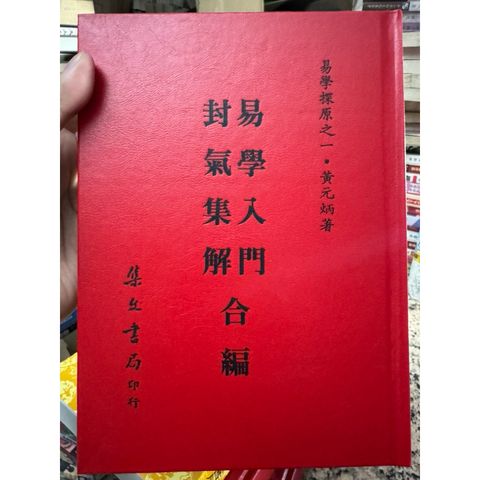 易學探原之一•黃元炳著
易學入門
封氣集解
合編
集文書局印行